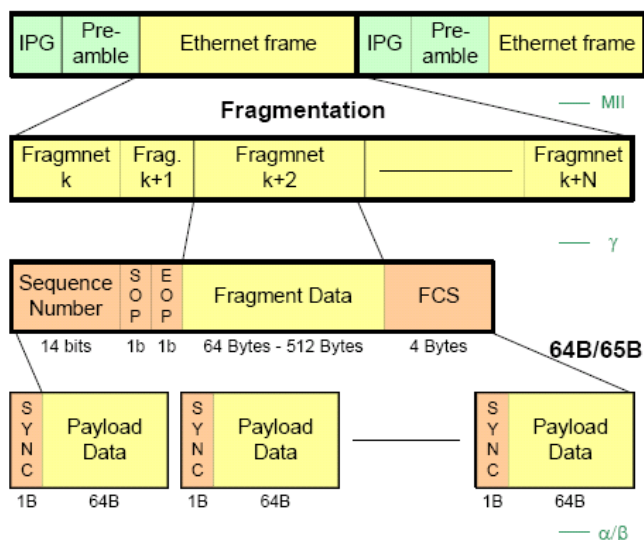 IPG
Pre-
amble
Ethernet frame
IPG
Pre-
amble
Ethernet frame
MII
Fragmentation
Fragmnet
k
Frag.
k+1
Fragmnet
k+2
Fragmnet
k+N
γ
Sequence
Number
S
O
P
E
O
P
Fragment Data
FCS
14 bits
1b
1b
64 Bytes - 512 Bytes
4 Bytes
64B/65B
S
Y
N
C
Payload
Data
S
Y
N
C
Payload
Data
S
Y
N
C
Payload
Data
1B
64B
1B
64B
1B
64B
α/β